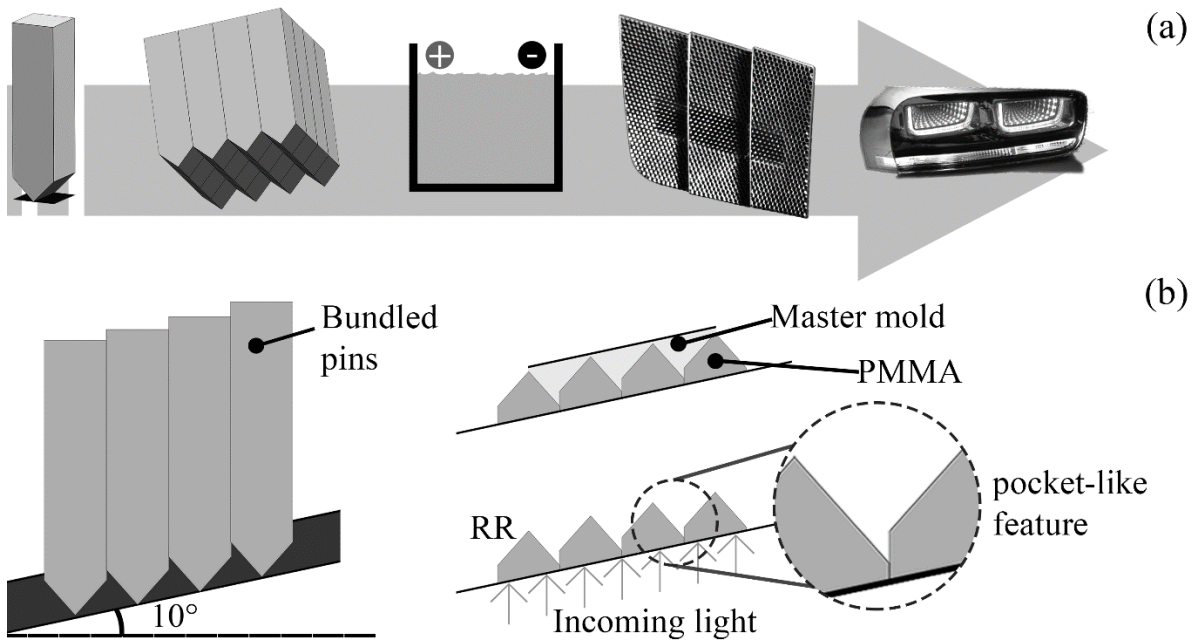 (a)
+
-
(b)
Bundled
pins
10°
Master mold
PMMA
RR
pocket-like
feature
Incoming light